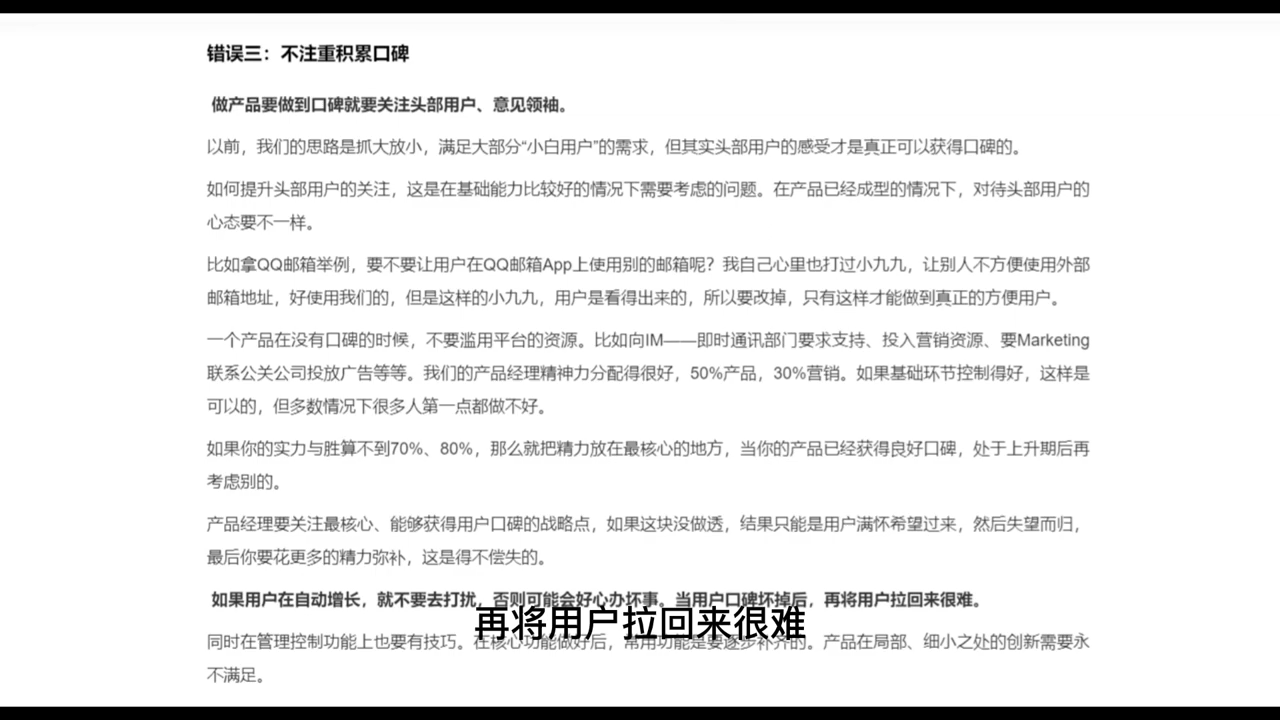 错误三：不注重积累口碑
做产品要做到口碑就要关注头部用户、意见领袖。
以前，我们的思路是抓大放小，满足大部分“小白用户”的需求，但其实头部用户的感受才是真正可以获得口碑的。
如何提升头部用户的关注，这是在基础能力比较好的情况下需要考虑的问题。在产品已经成型的情况下，对待头部用户的
心态要不一样。
比如拿QQ邮箱举例，要不要让用户在QQ邮箱App上使用别的邮箱呢？我自己心里也打过小九九，让别人不方便使用外部
邮箱地址，好使用我们的，但是这样的小九九，用户是看得出来的，所以要改掉，只有这样才能做到真正的方便用户。
一个产品在没有口碑的时候，不要滥用平台的资源。比如向IM——即时通讯部门要求支持、投入营销资源、要Marketing
联系公关公司投放广告等等。我们的产品经理精神力分配得很好，50%产品，30%营销。如果基础环节控制得好，这样是
可以的，但多数情况下很多人第一点都做不好。
如果你的实力与胜算不到70%、80%，那么就把精力放在最核心的地方，当你的产品已经获得良好口碑，处于上升期后再
考虑别的。
产品经理要关注最核心、能够获得用户口碑的战略点，如果这块没做透，结果只能是用户满怀希望过来，然后失望而归，
最后你要花更多的精力弥补，这是得不偿失的。
如果用户在自动增长，就不要去打扰，否则可能会好心办坏事。当用户口碑坏掉后，再将用户拉回来很难。
再将用户拉回来很难
同时在管理控制功能上也要有技巧。在核心功能做好后，常用功能是要逐步补齐的。产品在局部、细小之处的创新需要永
不满足。